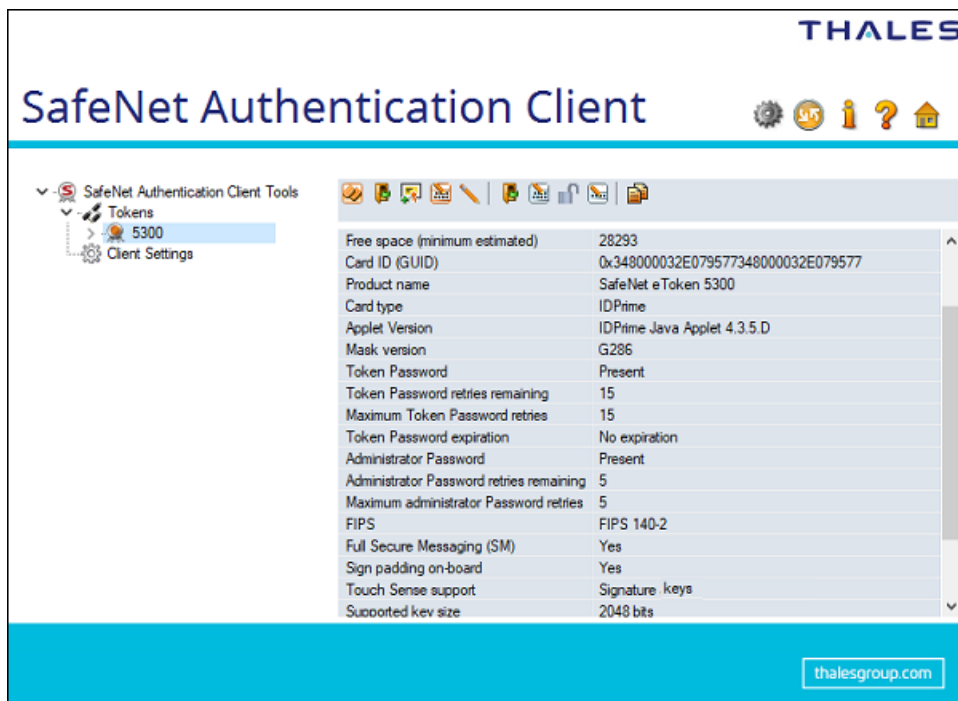 THALES
SafeNet Authentication Client
SafeNet Authentication Client Tools
Tokens
5300
Client Settings
Free space (minimum estimated) 28293
Card ID (GUID) 0x348000032E079577348000032E079577
Product name SafeNet eToken 5300
Card type IDPrime
Applet Version IDPrime Java Applet 4.3.5.D
Mask version G286
Token Password Present
Token Password retries remaining 15
Maximum Token Password retries 15
Token Password expiration No expiration
Administrator Password Present
Administrator Password retries remaining 5
Maximum administrator Password retries 5
FIPS FIPS 140-2
Full Secure Messaging (SM) Yes
Sign padding on-board Yes
Touch Sense support Signature keys
Supported key size 2048 bits
thalesgroup.com